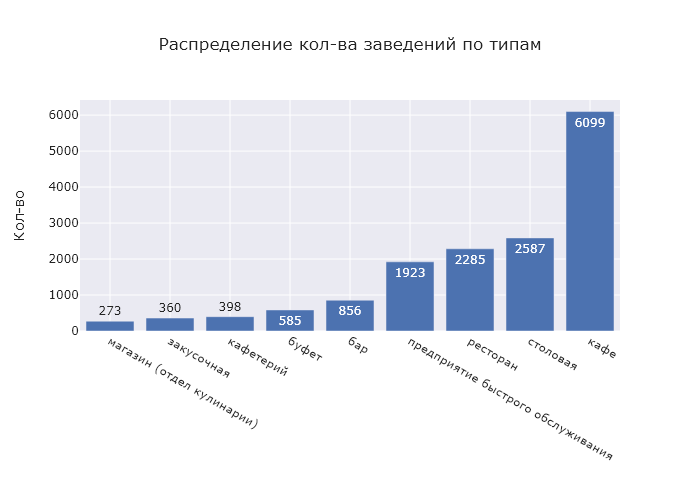 Распределение кол-ва заведений по типам
Кол-во
6000
5000
4000
3000
2000
1000
0
273
360
398
585
856
1923
2285
2587
6099
магазин (отдел кулинарии)
закусочная
кафетерий
буфет
бар
предприятие быстрого обслуживания
ресторан
столовая
кафе